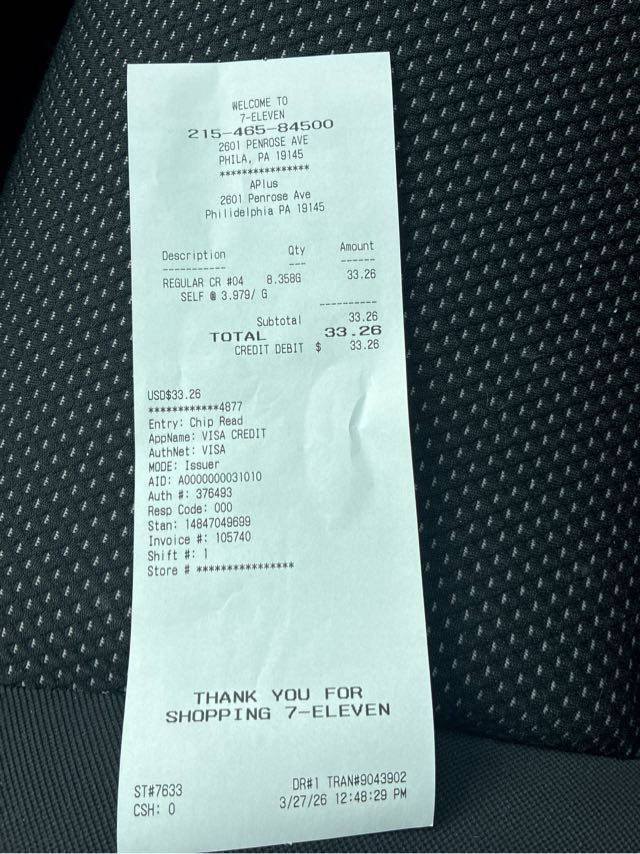 WELCOME TO
7-ELEVEN
215-465-84500
2601 PENROSE AVE
PHILA, PA 19145
****************
APlus
2601 Penrose Ave
Philidelphia PA 19145
Description Qty Amount
----------- --- ------
REGULAR CR #04 8.358G 33.26
SELF @ 3.979/ G
----------
Subtotal 33.26
TOTAL 33.26
CREDIT DEBIT $ 33.26
USD$33.26
************4877
Entry: Chip Read
AppName: VISA CREDIT
AuthNet: VISA
MODE: Issuer
AID: A0000000031010
Auth #: 376493
Resp Code: 000
Stan: 14847049699
Invoice #: 105740
Shift #: 1
Store # ****************
THANK YOU FOR
SHOPPING 7-ELEVEN
ST#7633 DR#1 TRAN#9043902
CSH: 0 3/27/26 12:48:29 PM